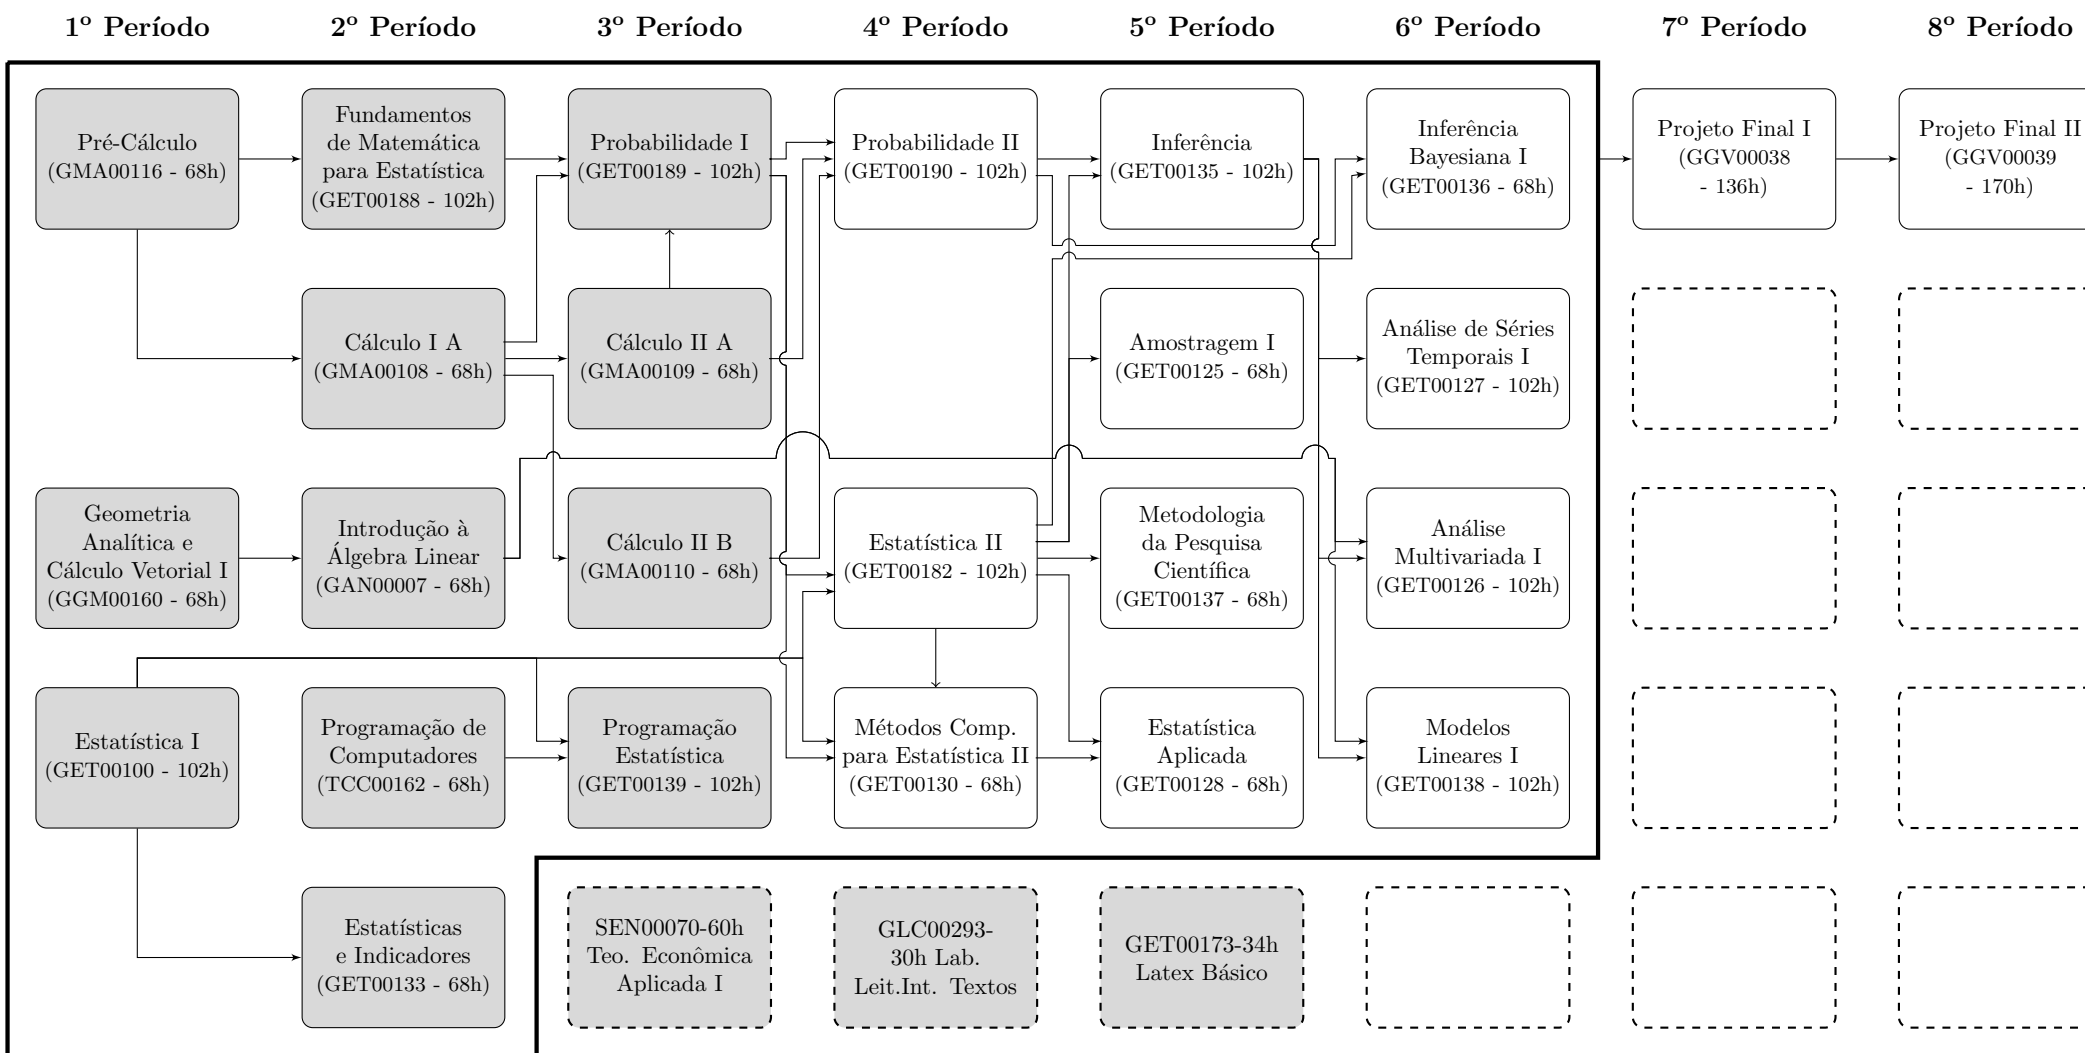 1º Período
2º Período
3º Período
4º Período
5º Período
6º Período
7º Período
8º Período
Pré-Cálculo
(GMA00116 - 68h)
Fundamentos
de Matemática
para Estatística
(GET00188 - 102h)
Probabilidade I
(GET00189 - 102h)
Probabilidade II
(GET00190 - 102h)
Inferência
(GET00135 - 102h)
Inferência
Bayesiana I
(GET00136 - 68h)
Projeto Final I
(GGV00038
- 136h)
Projeto Final II
(GGV00039
- 170h)
Cálculo I A
(GMA00108 - 68h)
Cálculo II A
(GMA00109 - 68h)
Amostragem I
(GET00125 - 68h)
Análise de Séries
Temporais I
(GET00127 - 102h)
Geometria
Analítica e
Cálculo Vetorial I
(GGM00160 - 68h)
Introdução à
Álgebra Linear
(GAN00007 - 68h)
Cálculo II B
(GMA00110 - 68h)
Estatística II
(GET00182 - 102h)
Metodologia
da Pesquisa
Científica
(GET00137 - 68h)
Análise
Multivariada I
(GET00126 - 102h)
Estatística I
(GET00100 - 102h)
Programação de
Computadores
(TCC00162 - 68h)
Programação
Estatística
(GET00139 - 102h)
Métodos Comp.
para Estatística II
(GET00130 - 68h)
Estatística
Aplicada
(GET00128 - 68h)
Modelos
Lineares I
(GET00138 - 102h)
Estatísticas
e Indicadores
(GET00133 - 68h)
SEN00070-60h
Teo. Econômica
Aplicada I
GLC00293-
30h Lab.
Leit.Int. Textos
GET00173-34h
Latex Básico